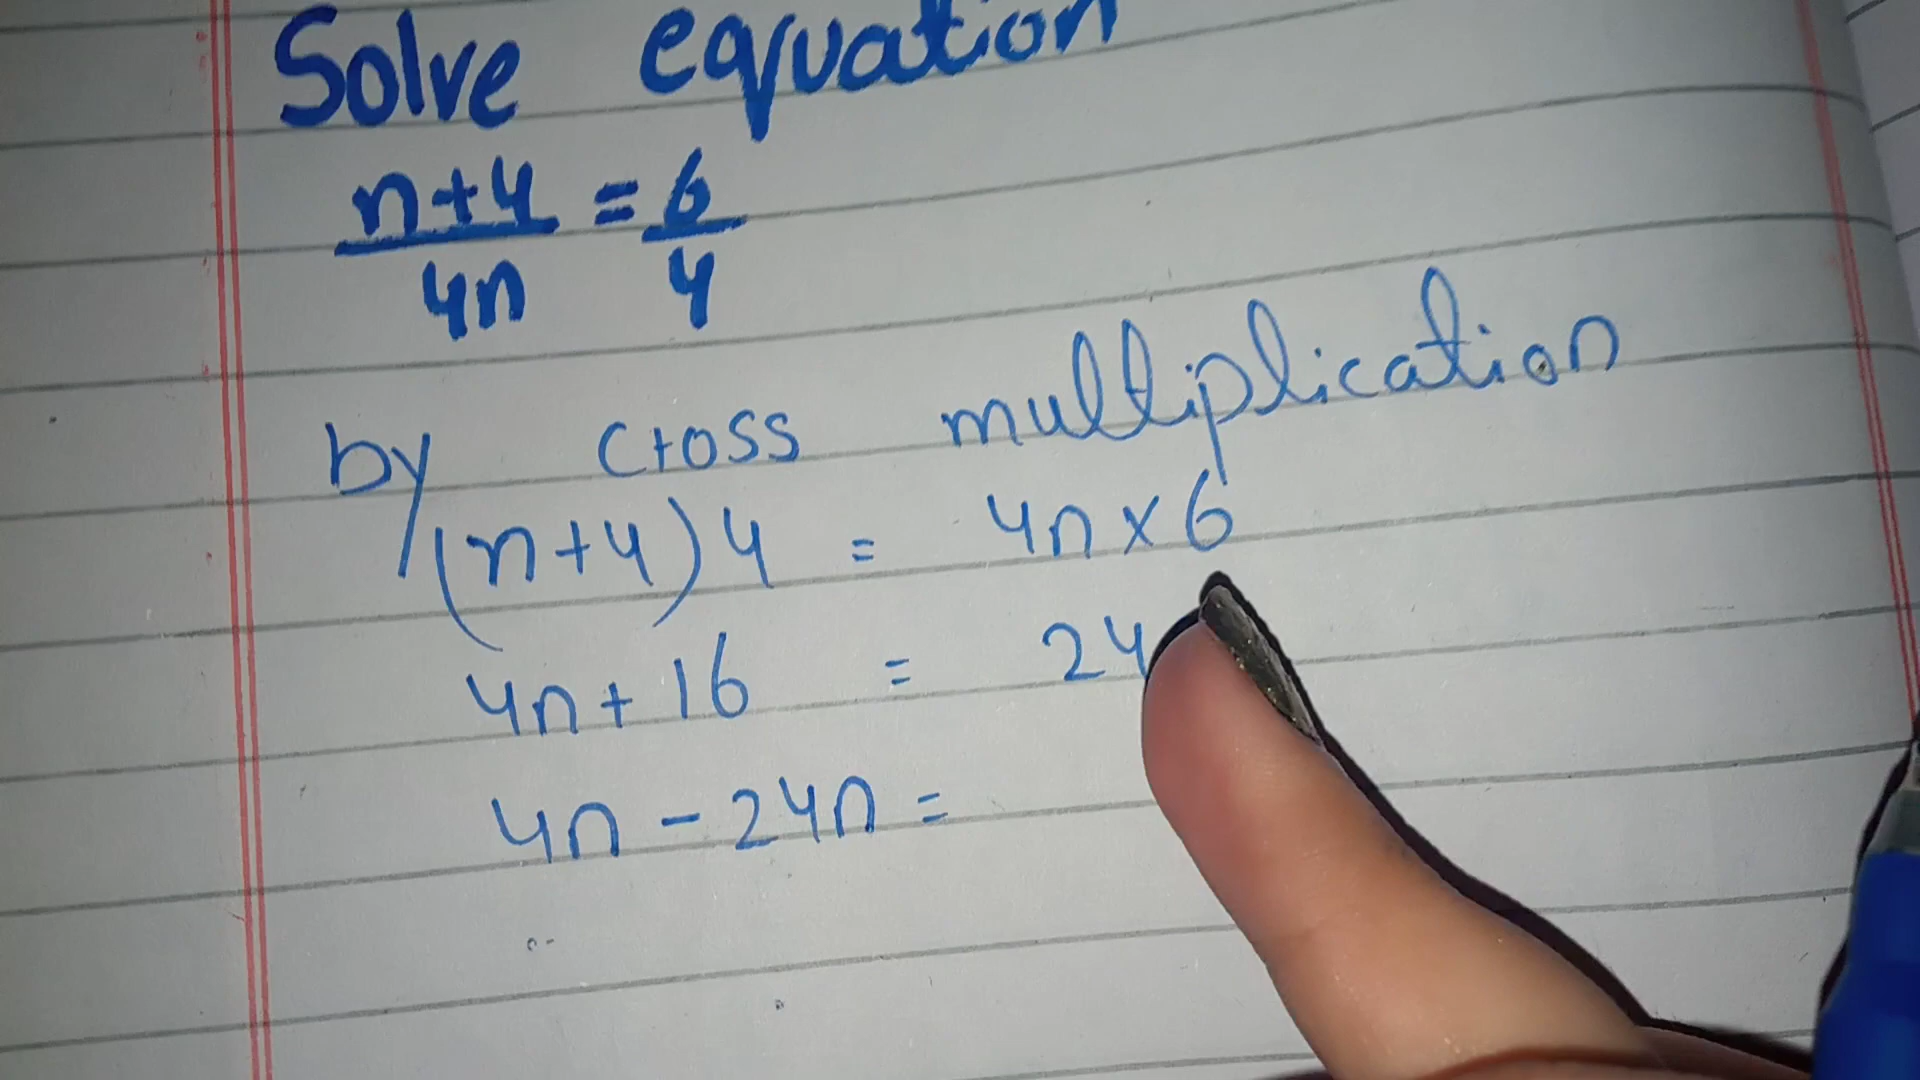 Solve equation
n+4/4n = 6/4
by cross multiplication
(n+4)4 = 4n×6
4n+16 = 24
4n - 24n =